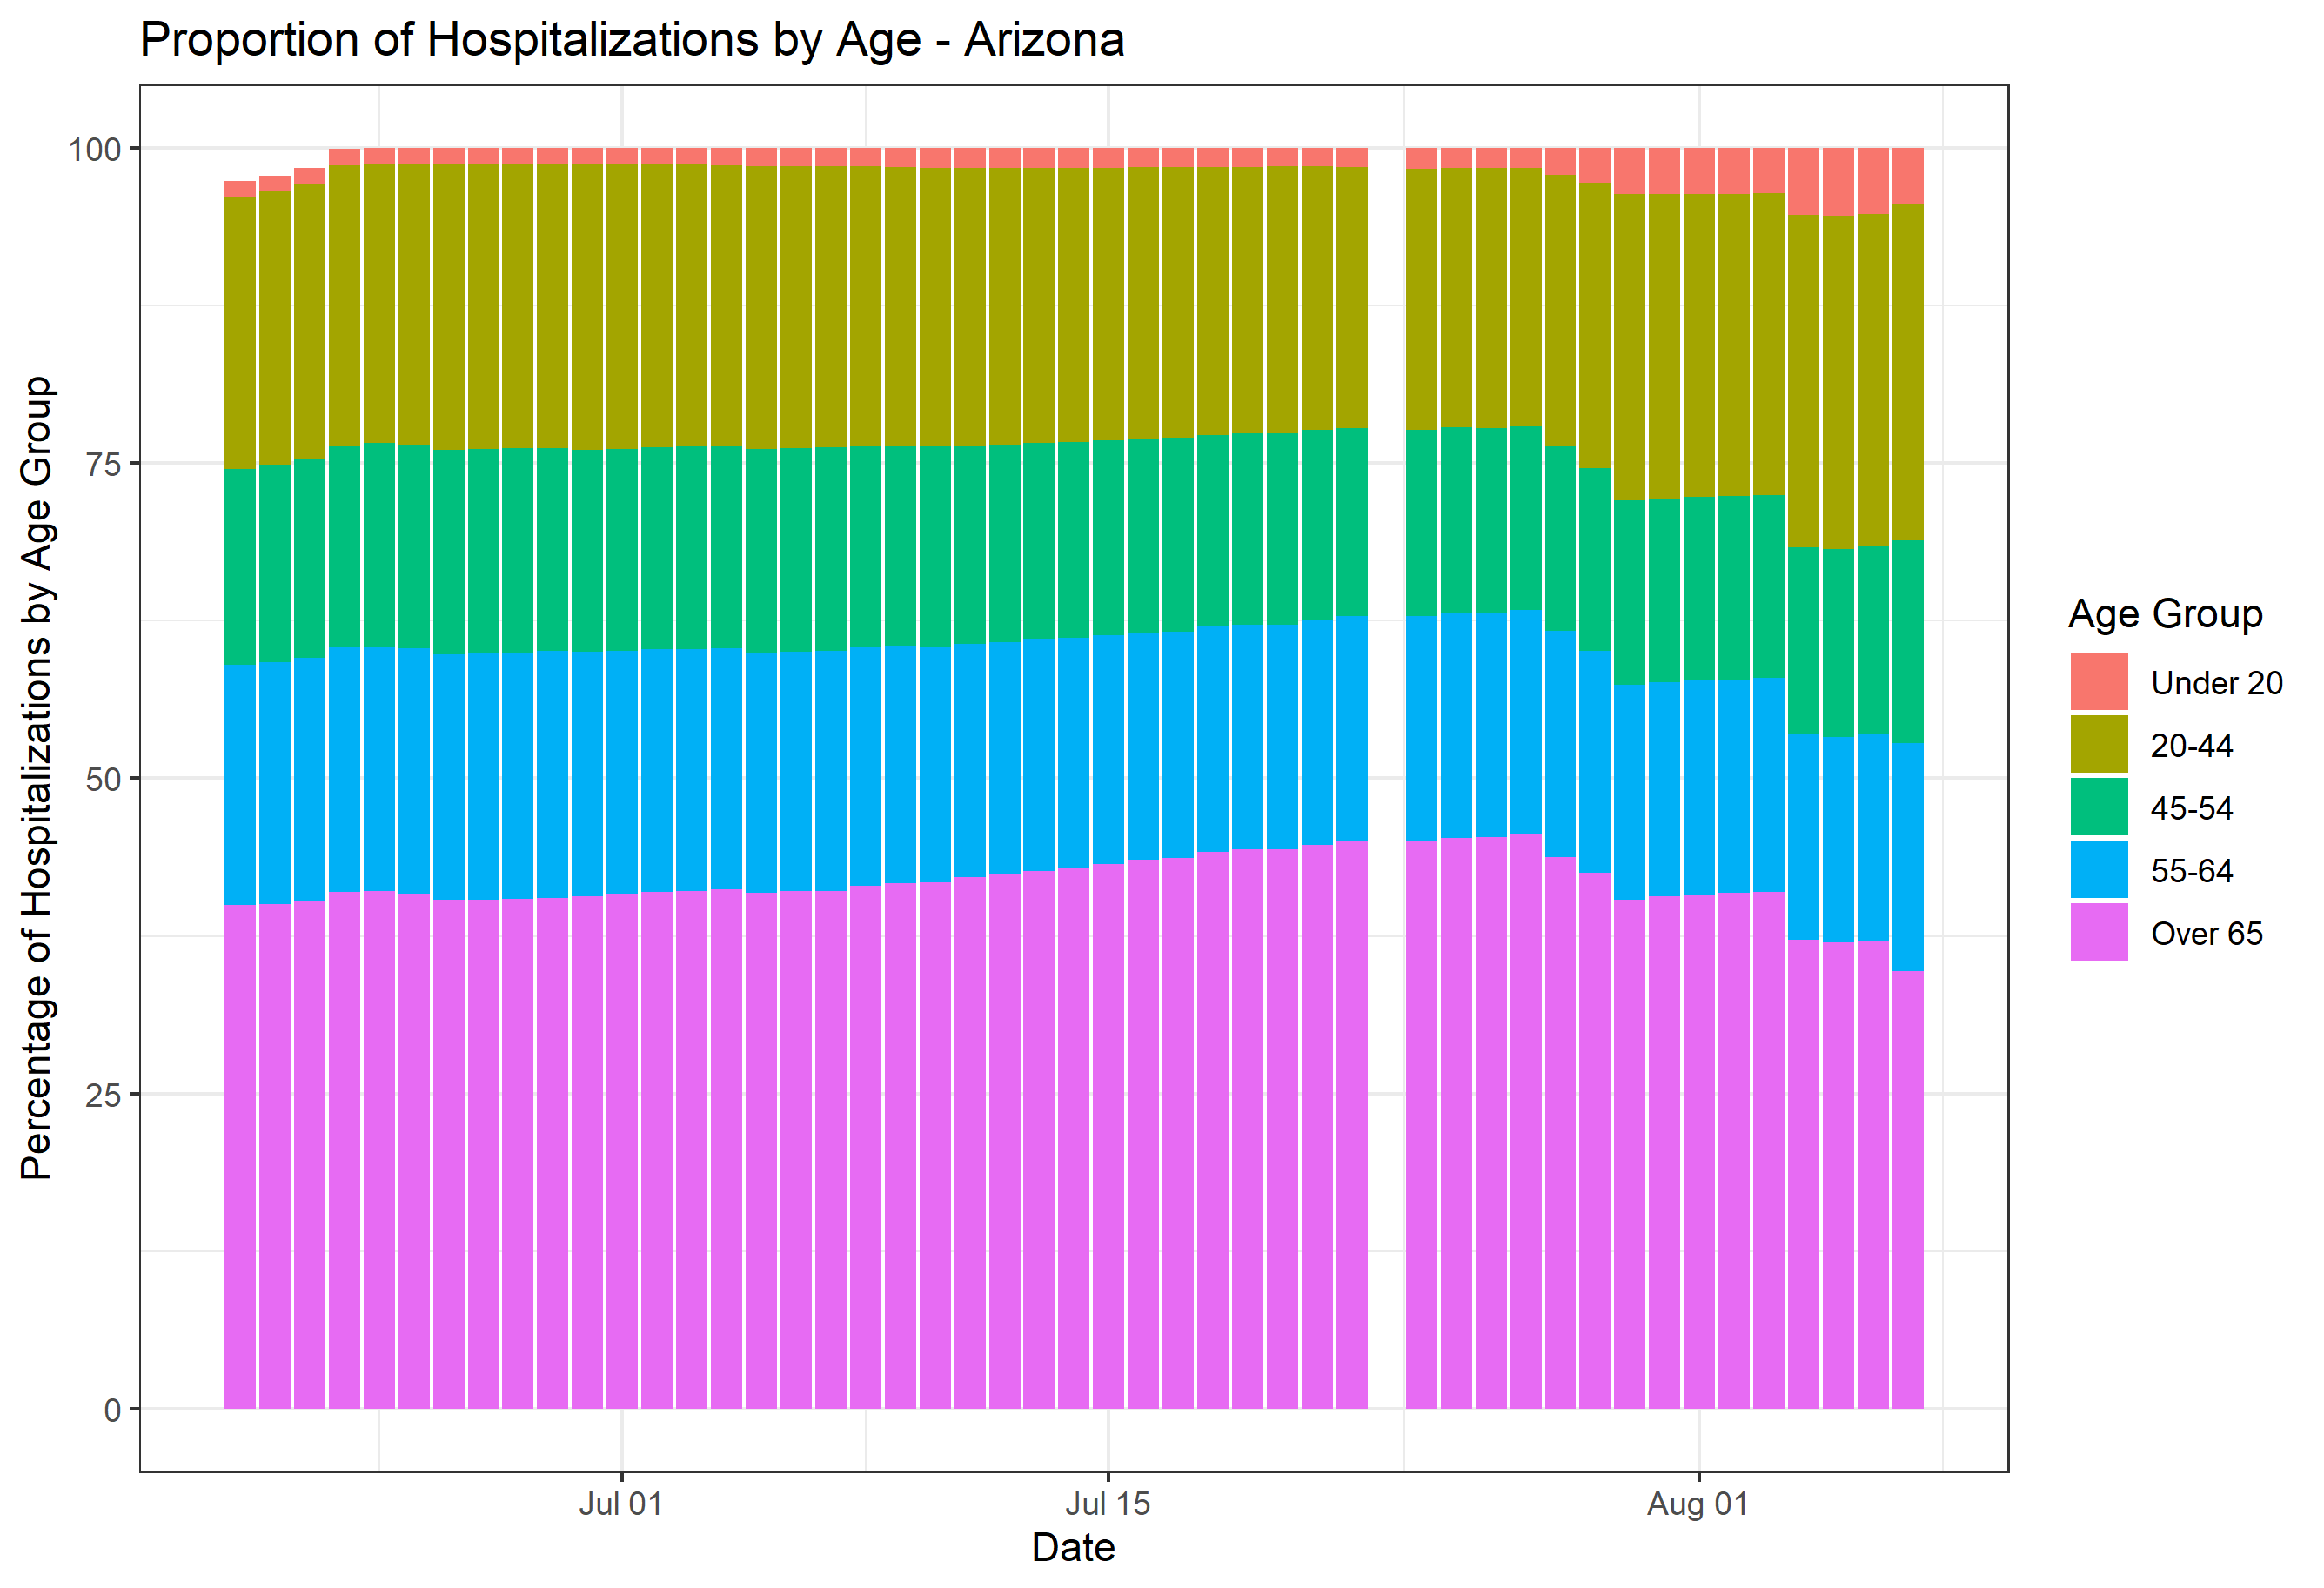 Proportion of Hospitalizations by Age - Arizona
Percentage of Hospitalizations by Age Group
100
75
50
25
0
Jul 01
Jul 15
Aug 01
Date
Age Group
Under 20
20-44
45-54
55-64
Over 65